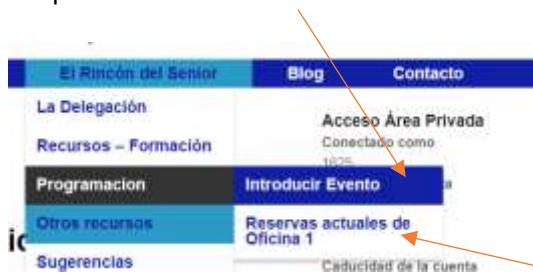 El Rincón del Senior Blog Contacto
La Delegación
Acceso Área Privada
Recursos – Formación
Conectado como
1625
Programacion Introducir Evento
Otros recursos
Reservas actuales de
Oficina 1
Sugerencias
Caducidad de la cuenta